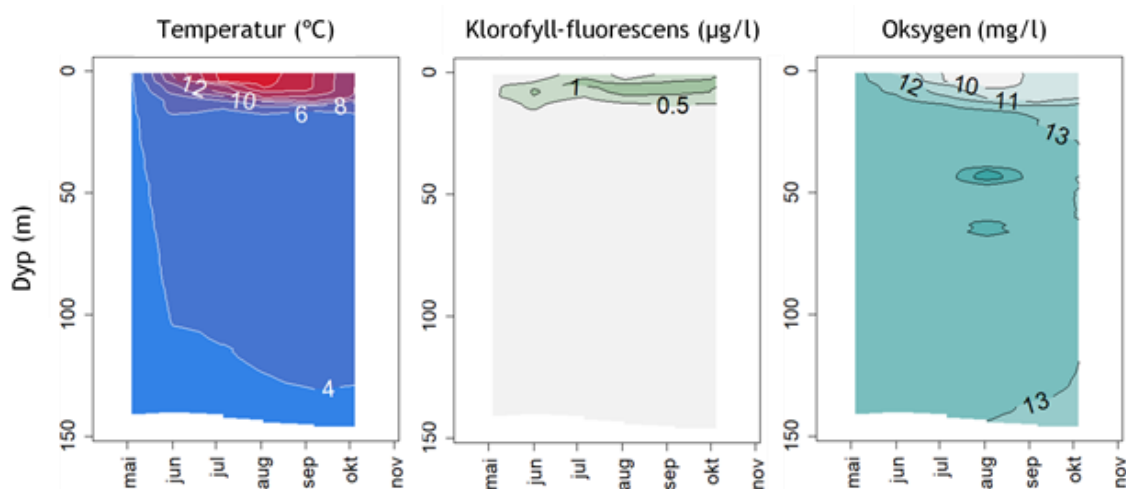 Temperatur (ºC)
Klorofyll-fluorescens (µg/l)
Oksygen (mg/l)
Dyp (m)
0
50
100
150
12
10
8
6
4
mai
jun
jul
aug
sep
okt
nov
0
50
100
150
1
0.5
mai
jun
jul
aug
sep
okt
nov
0
50
100
150
12
10
11
13
13
mai
jun
jul
aug
sep
okt
nov